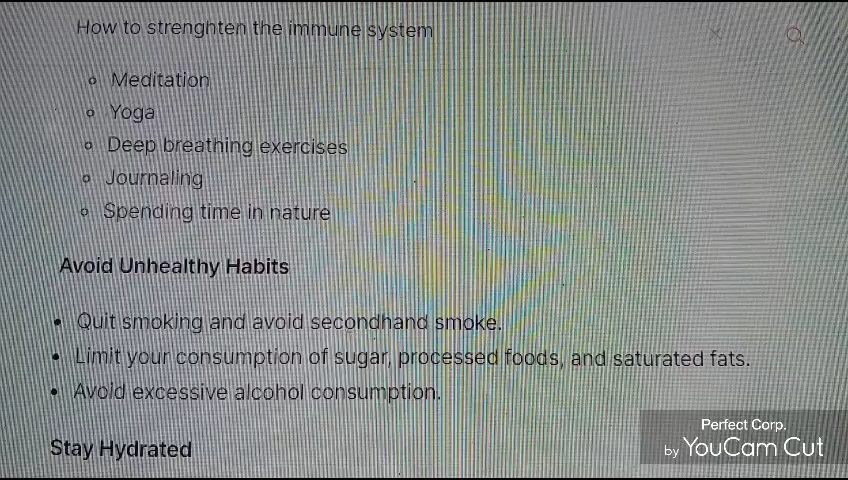 How to strenghten the immune system
Meditation
Yoga
Deep breathing exercises
Journaling
Spending time in nature
Avoid Unhealthy Habits
Quit smoking and avoid secondhand smoke.
Limit your consumption of sugar, processed foods, and saturated fats.
Avoid excessive alcohol consumption.
Stay Hydrated
Perfect Corp.
by YouCam Cut